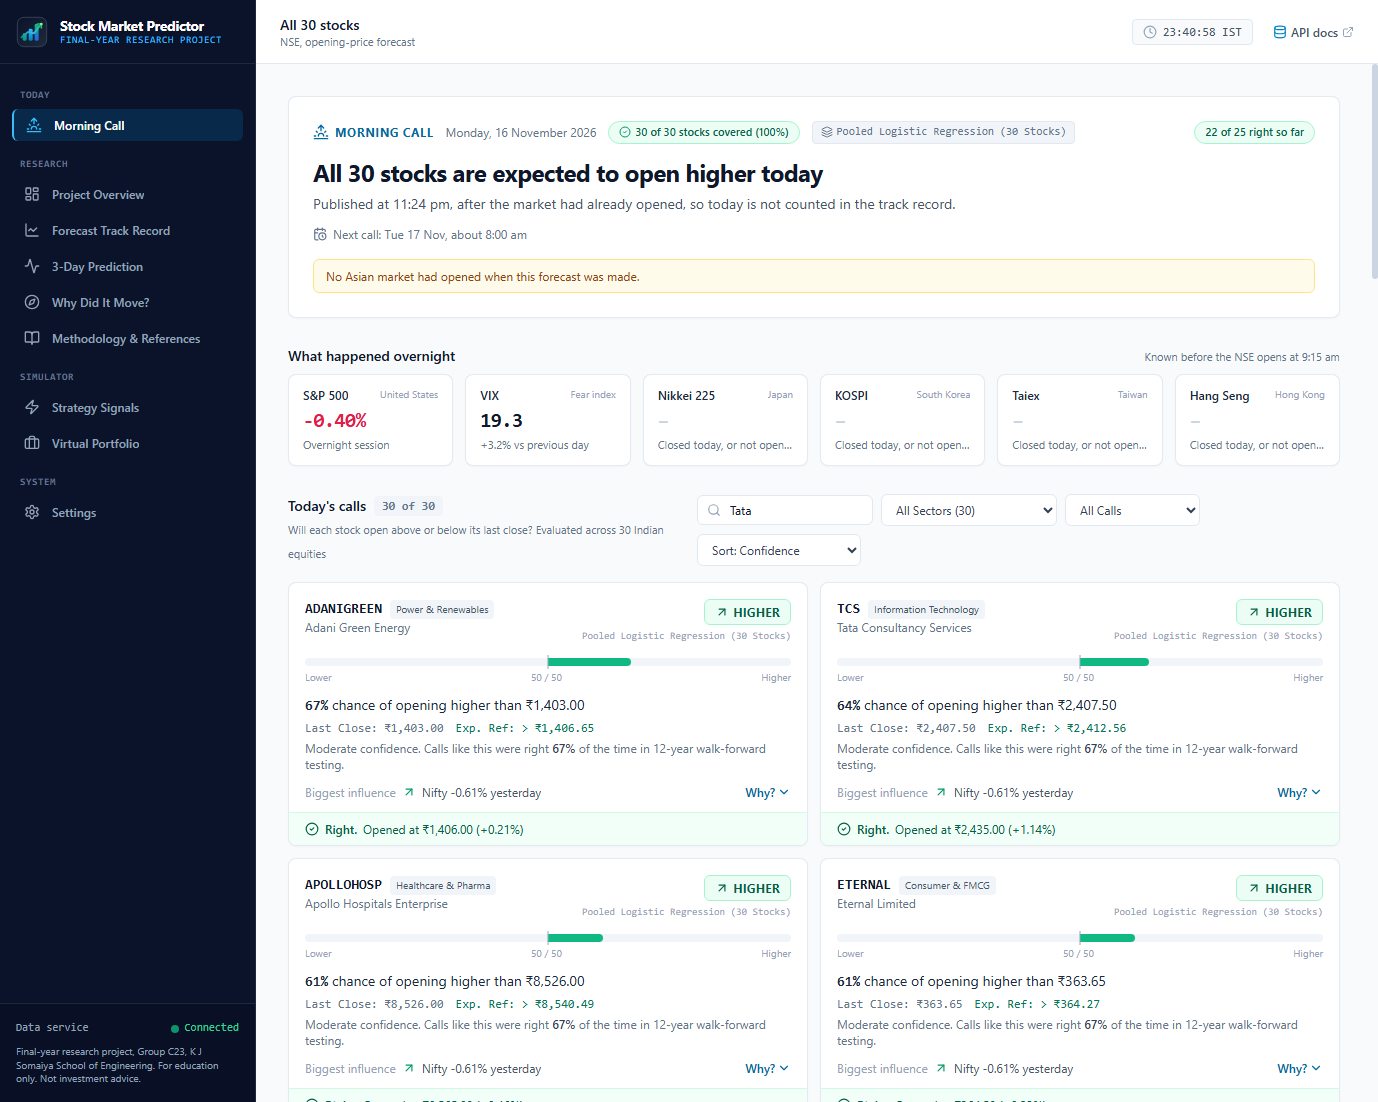 Stock Market Predictor
FINAL-YEAR RESEARCH PROJECT
TODAY
Morning Call
RESEARCH
Project Overview
Forecast Track Record
3-Day Prediction
Why Did It Move?
Methodology & References
SIMULATOR
Strategy Signals
Virtual Portfolio
SYSTEM
Settings
Data service
Connected
Final-year research project, Group C23, K J
Somaiya School of Engineering. For education
only. Not investment advice.
All 30 stocks
NSE, opening-price forecast
23:40:58 IST
API docs
MORNING CALL
Monday, 16 November 2026
30 of 30 stocks covered (100%)
Pooled Logistic Regression (30 Stocks)
22 of 25 right so far
All 30 stocks are expected to open higher today
Published at 11:24 pm, after the market had already opened, so today is not counted in the track record.
Next call: Tue 17 Nov, about 8:00 am
No Asian market had opened when this forecast was made.
What happened overnight
Known before the NSE opens at 9:15 am
S&P 500 United States
-0.40%
Overnight session
VIX Fear index
19.3
+3.2% vs previous day
Nikkei 225 Japan
—
Closed today, or not open...
KOSPI South Korea
—
Closed today, or not open...
Taiex Taiwan
—
Closed today, or not open...
Hang Seng Hong Kong
—
Closed today, or not open...
Today's calls 30 of 30
Will each stock open above or below its last close? Evaluated across 30 Indian
equities
Tata
All Sectors (30)
All Calls
Sort: Confidence
ADANIGREEN Power & Renewables
HIGHER
Adani Green Energy
Pooled Logistic Regression (30 Stocks)
Lower 50 / 50 Higher
67% chance of opening higher than ₹1,403.00
Last Close: ₹1,403.00 Exp. Ref: > ₹1,406.65
Moderate confidence. Calls like this were right 67% of the time in 12-year walk-forward
testing.
Biggest influence Nifty -0.61% yesterday
Why?
Right. Opened at ₹1,406.00 (+0.21%)
TCS Information Technology
HIGHER
Tata Consultancy Services
Pooled Logistic Regression (30 Stocks)
Lower 50 / 50 Higher
64% chance of opening higher than ₹2,407.50
Last Close: ₹2,407.50 Exp. Ref: > ₹2,412.56
Moderate confidence. Calls like this were right 67% of the time in 12-year walk-forward
testing.
Biggest influence Nifty -0.61% yesterday
Why?
Right. Opened at ₹2,435.00 (+1.14%)
APOLLOHOSP Healthcare & Pharma
HIGHER
Apollo Hospitals Enterprise
Pooled Logistic Regression (30 Stocks)
Lower 50 / 50 Higher
61% chance of opening higher than ₹8,526.00
Last Close: ₹8,526.00 Exp. Ref: > ₹8,540.49
Moderate confidence. Calls like this were right 67% of the time in 12-year walk-forward
testing.
Biggest influence Nifty -0.61% yesterday
Why?
ETERNAL Consumer & FMCG
HIGHER
Eternal Limited
Pooled Logistic Regression (30 Stocks)
Lower 50 / 50 Higher
61% chance of opening higher than ₹363.65
Last Close: ₹363.65 Exp. Ref: > ₹364.27
Moderate confidence. Calls like this were right 67% of the time in 12-year walk-forward
testing.
Biggest influence Nifty -0.61% yesterday
Why?